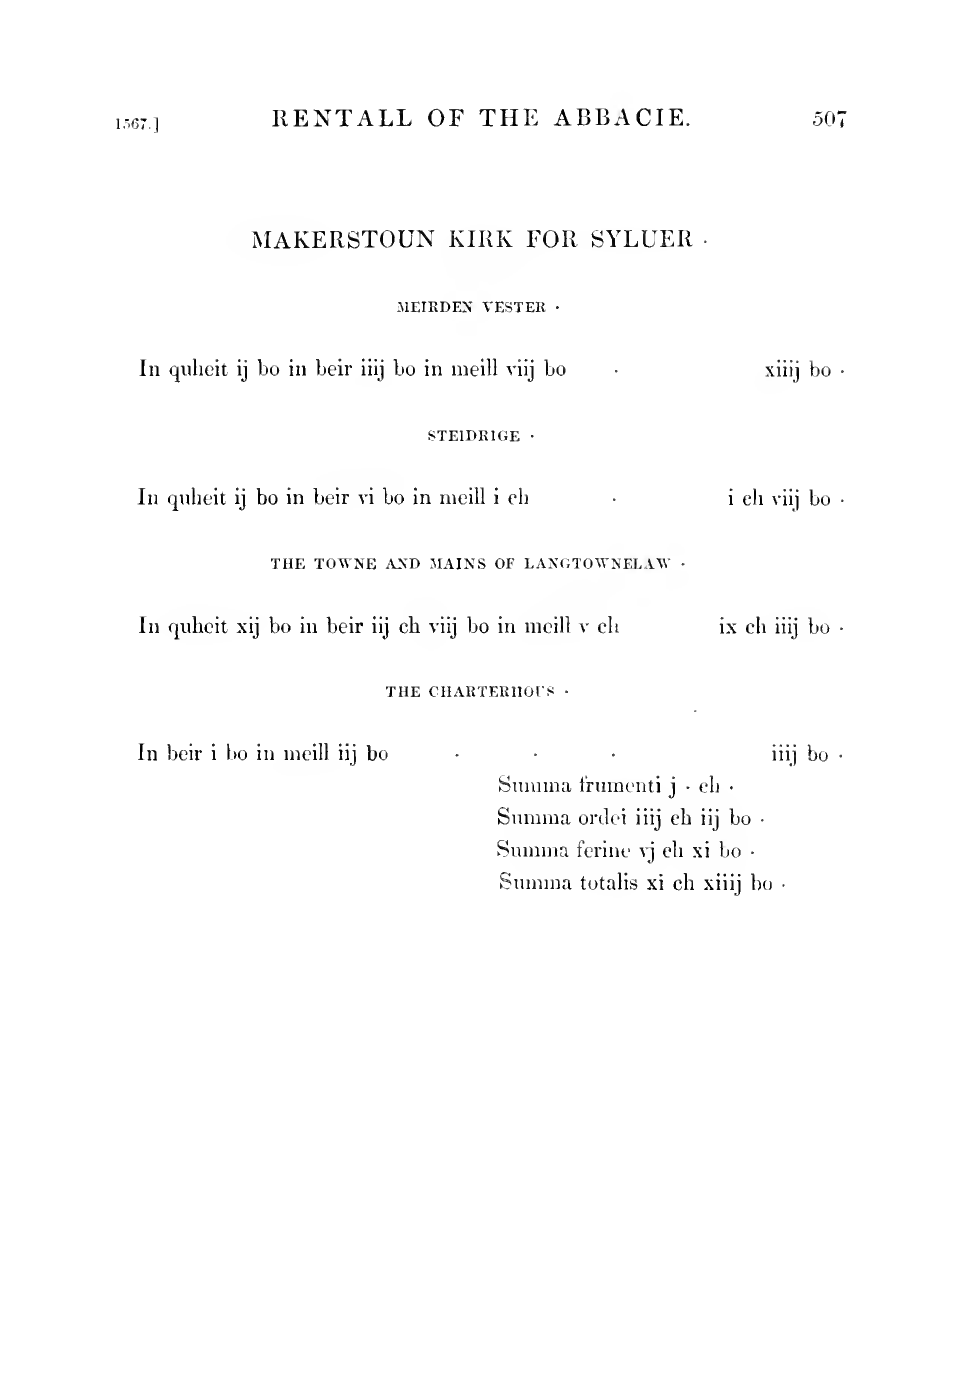 1567.] RENTALL OF THE ABBACIE. 507
MAKERSTOUN KIRK FOR SYLUER ·
MEIRDEN VESTER ·
In quheit ij bo in beir iiij bo in meill viij bo · xiiij bo ·
STEIDRIGE ·
In quheit ij bo in beir vi bo in meill i ch · i ch viij bo ·
THE TOWNE AND MAINS OF LANGTOWNELAW ·
In quheit xij bo in beir iij ch viij bo in meill v ch ix ch iiij bo ·
THE CHARTERHOUS ·
In beir i bo in meill iij bo · · · iiij bo ·
Summa frumenti j · ch ·
Summa ordei iiij ch iij bo ·
Summa ferine vj ch xi bo ·
Summa totalis xi ch xiiij bo ·